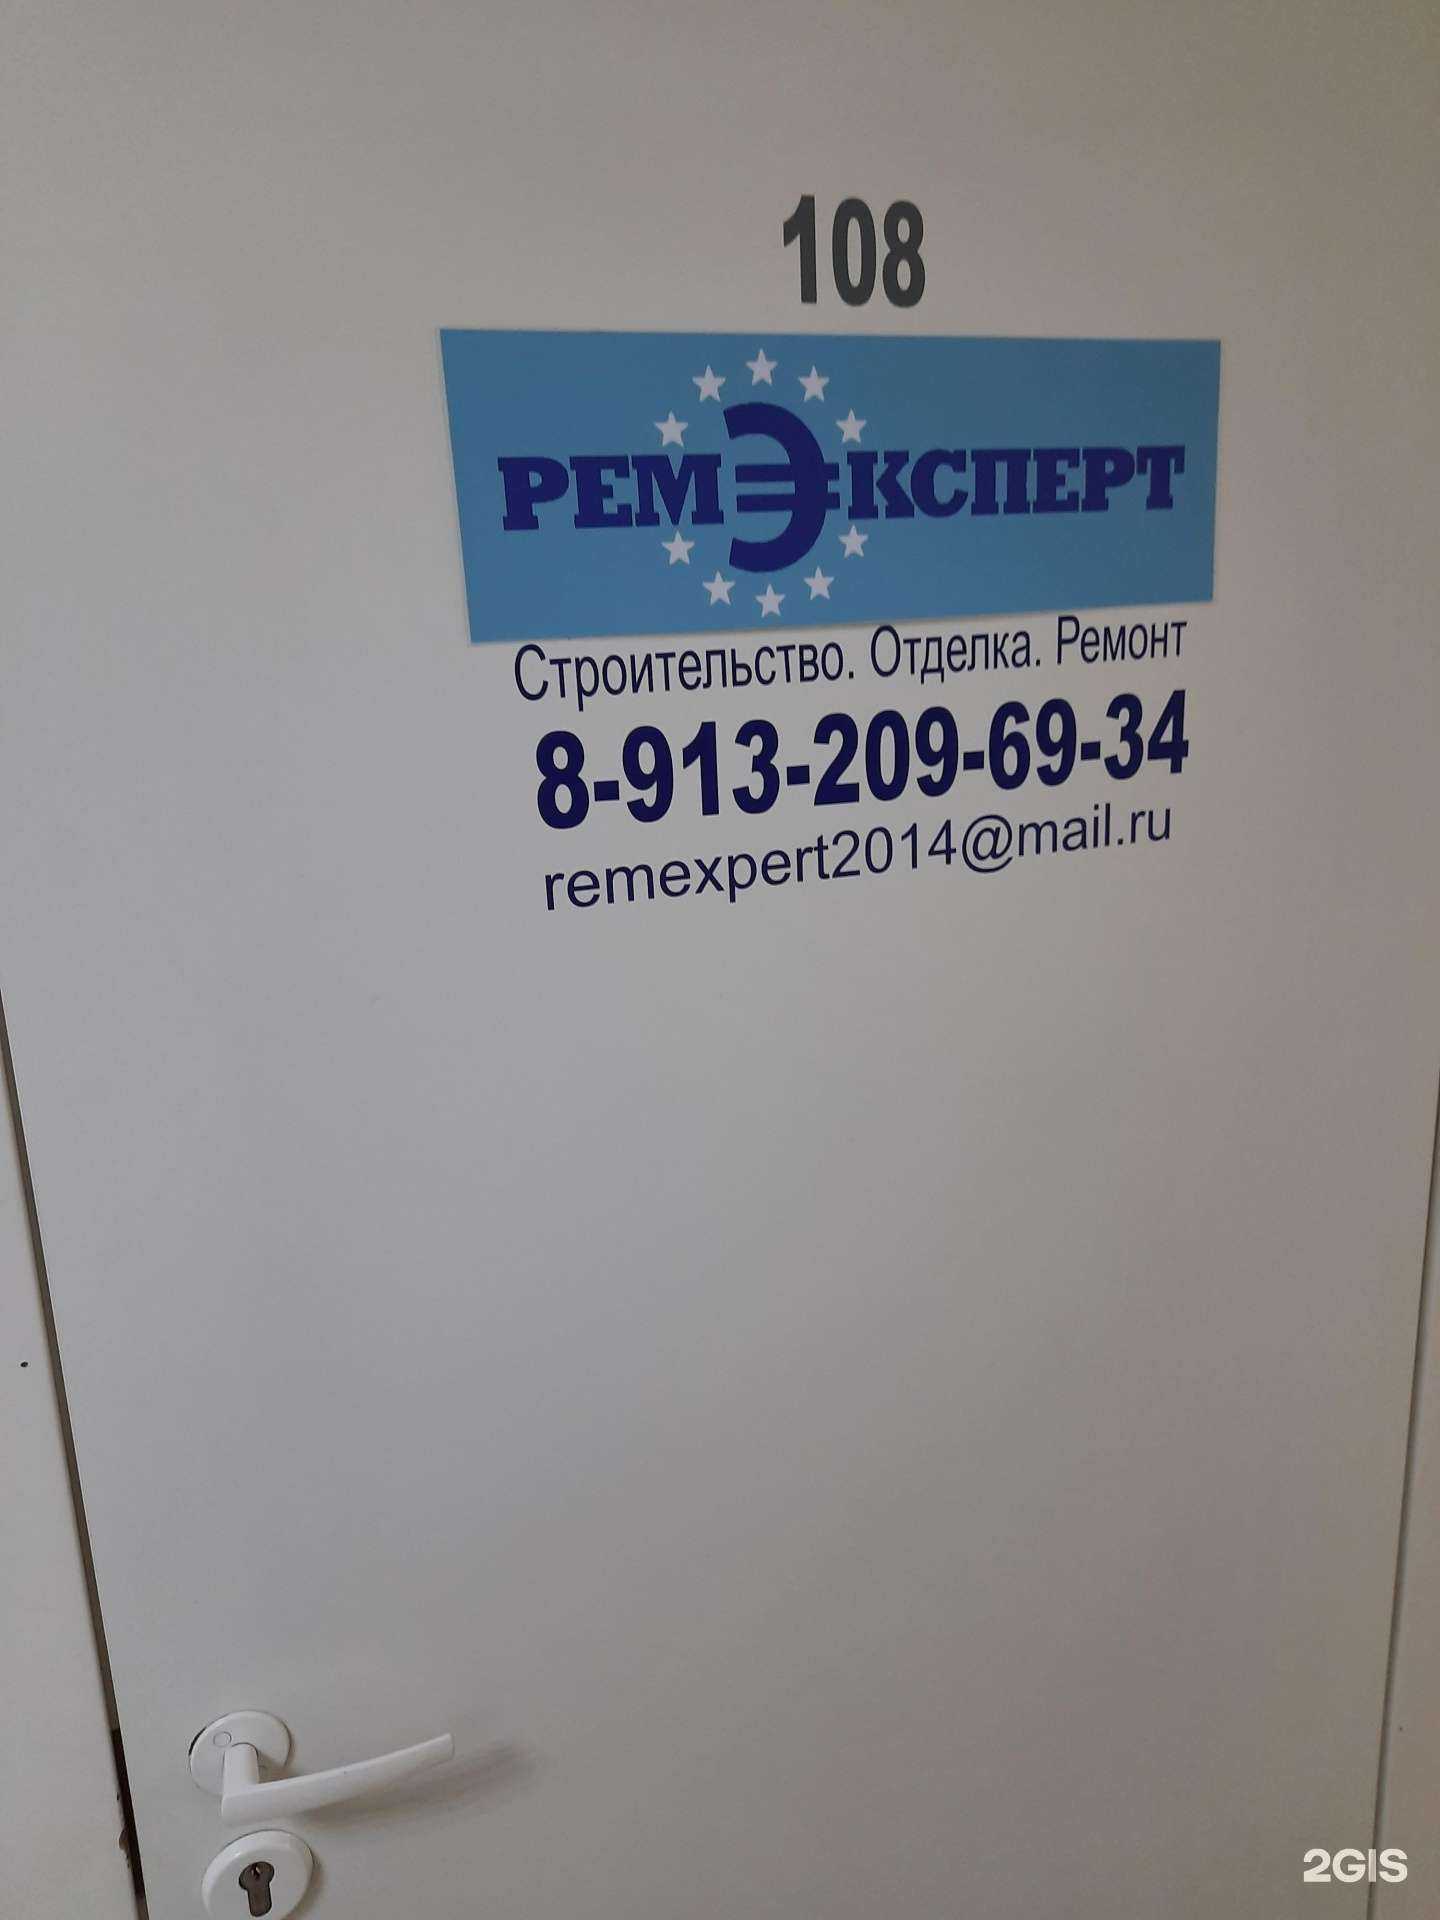 108
РЕМЭКСПЕРТ
Строительство. Отделка. Ремонт
8-913-209-69-34
remexpert2014@mail.ru
2GIS